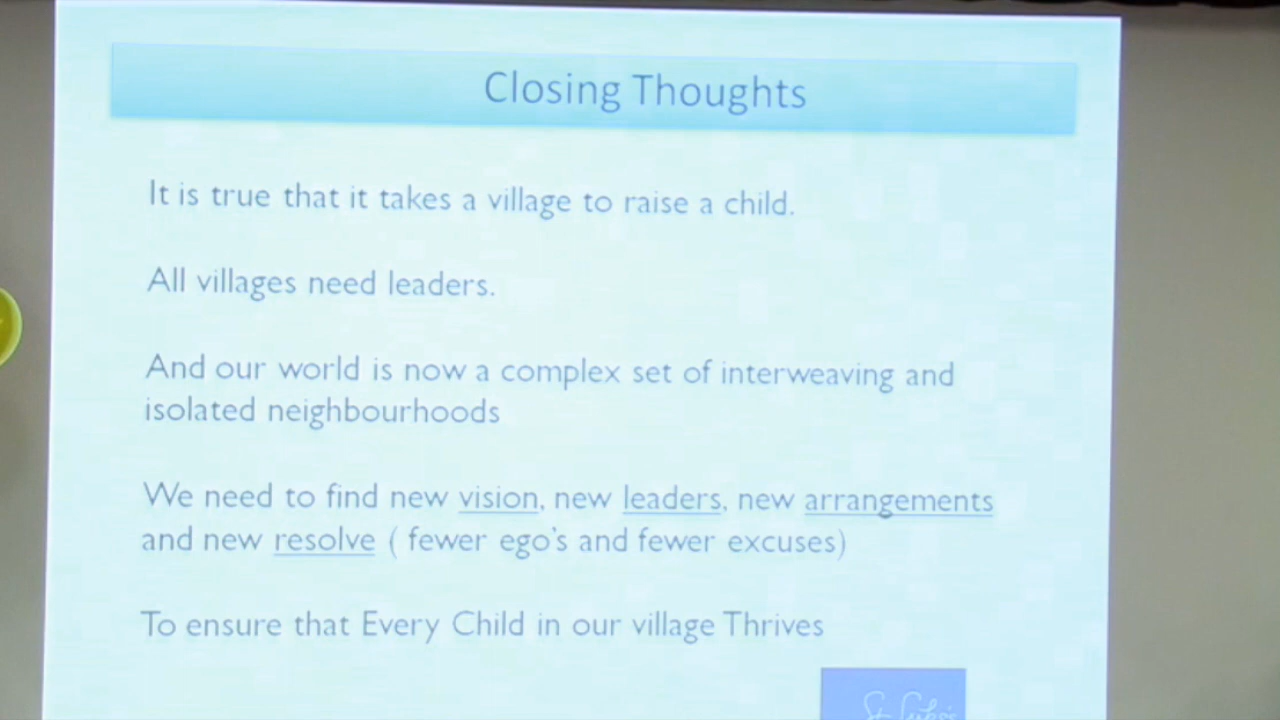 Closing Thoughts
It is true that it takes a village to raise a child.
All villages need leaders.
And our world is now a complex set of interweaving and
isolated neighbourhoods
We need to find new vision, new leaders, new arrangements
and new resolve ( fewer ego's and fewer excuses)
To ensure that Every Child in our village Thrives
St Luke's